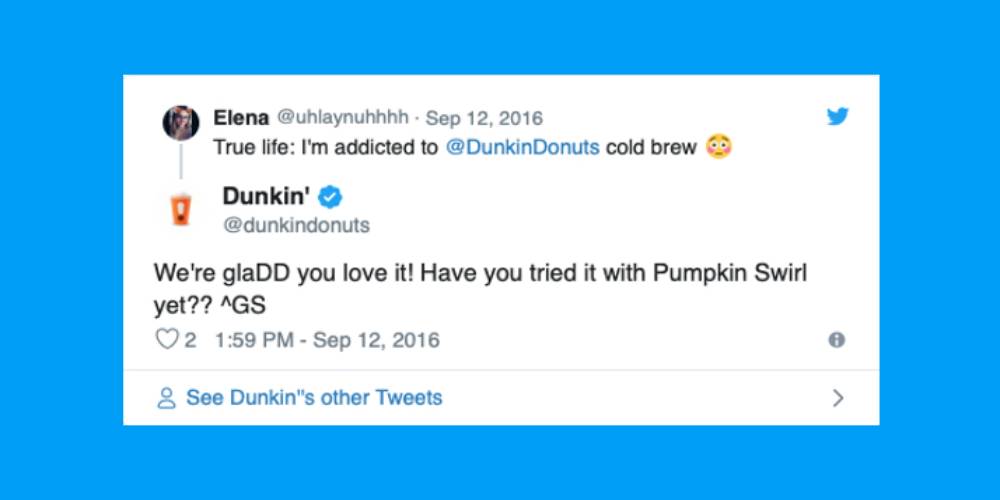 Elena @uhlaynuhhhh · Sep 12, 2016
True life: I'm addicted to @DunkinDonuts cold brew 😳
Dunkin'
@dunkindonuts
We're glaDD you love it! Have you tried it with Pumpkin Swirl
yet?? ^GS
2 1:59 PM - Sep 12, 2016
See Dunkin"s other Tweets